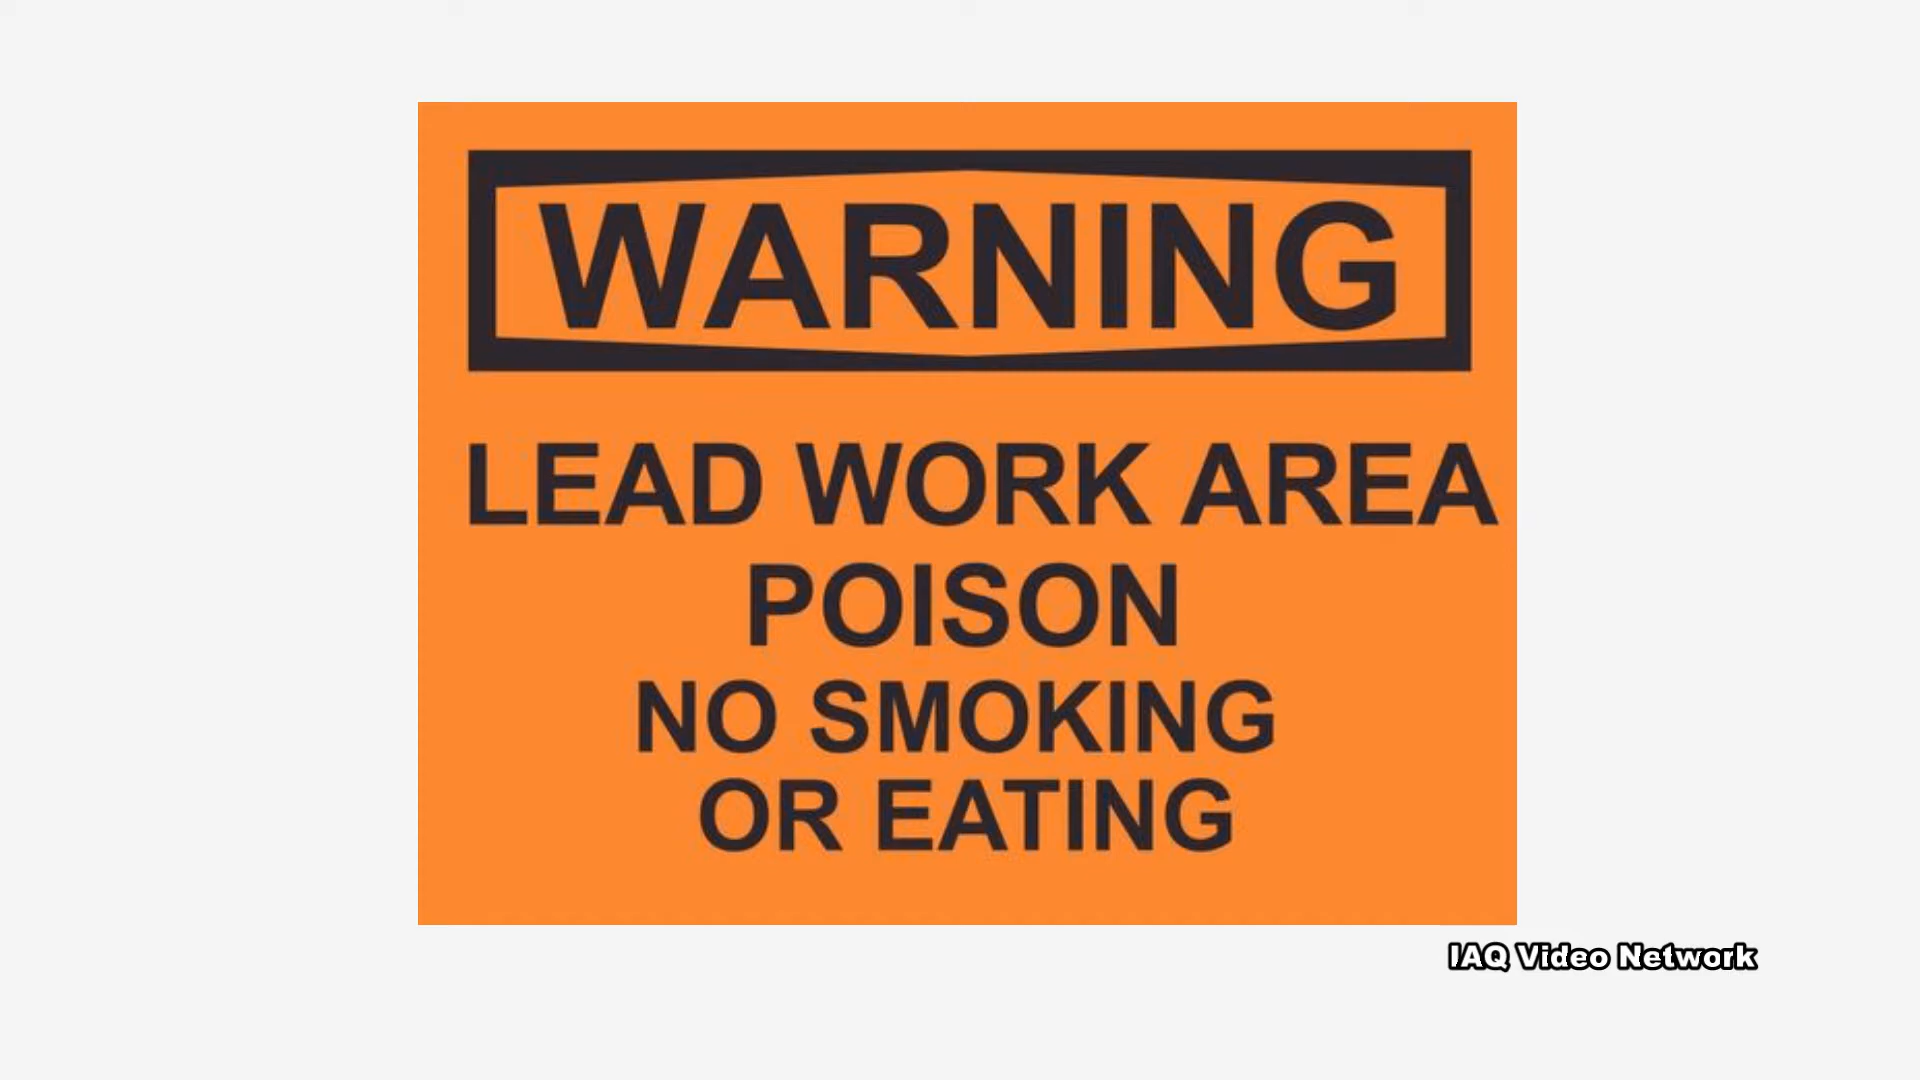 WARNING
LEAD WORK AREA
POISON
NO SMOKING
OR EATING
IAQ Video Network